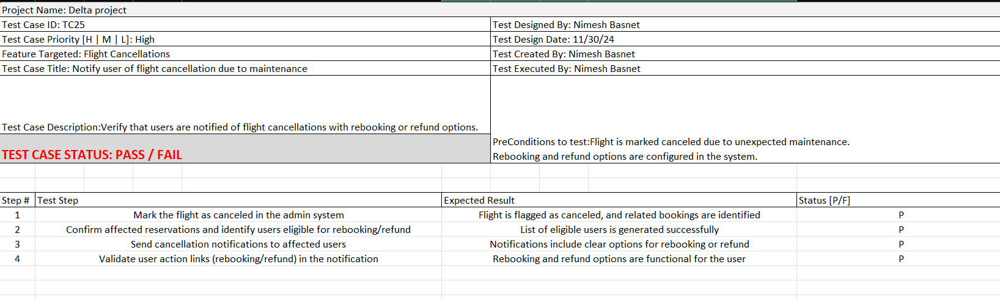 Project Name: Delta project
Test Case ID: TC25
Test Designed By: Nimesh Basnet
Test Case Priority [H | M | L]: High
Test Design Date: 11/30/24
Feature Targeted: Flight Cancellations
Test Created By: Nimesh Basnet
Test Case Title: Notify user of flight cancellation due to maintenance
Test Executed By: Nimesh Basnet
Test Case Description:Verify that users are notified of flight cancellations with rebooking or refund options.
PreConditions to test:Flight is marked canceled due to unexpected maintenance.
Rebooking and refund options are configured in the system.
TEST CASE STATUS: PASS / FAIL
Step # Test Step Expected Result Status [P/F]
1 Mark the flight as canceled in the admin system Flight is flagged as canceled, and related bookings are identified P
2 Confirm affected reservations and identify users eligible for rebooking/refund List of eligible users is generated successfully P
3 Send cancellation notifications to affected users Notifications include clear options for rebooking or refund P
4 Validate user action links (rebooking/refund) in the notification Rebooking and refund options are functional for the user P